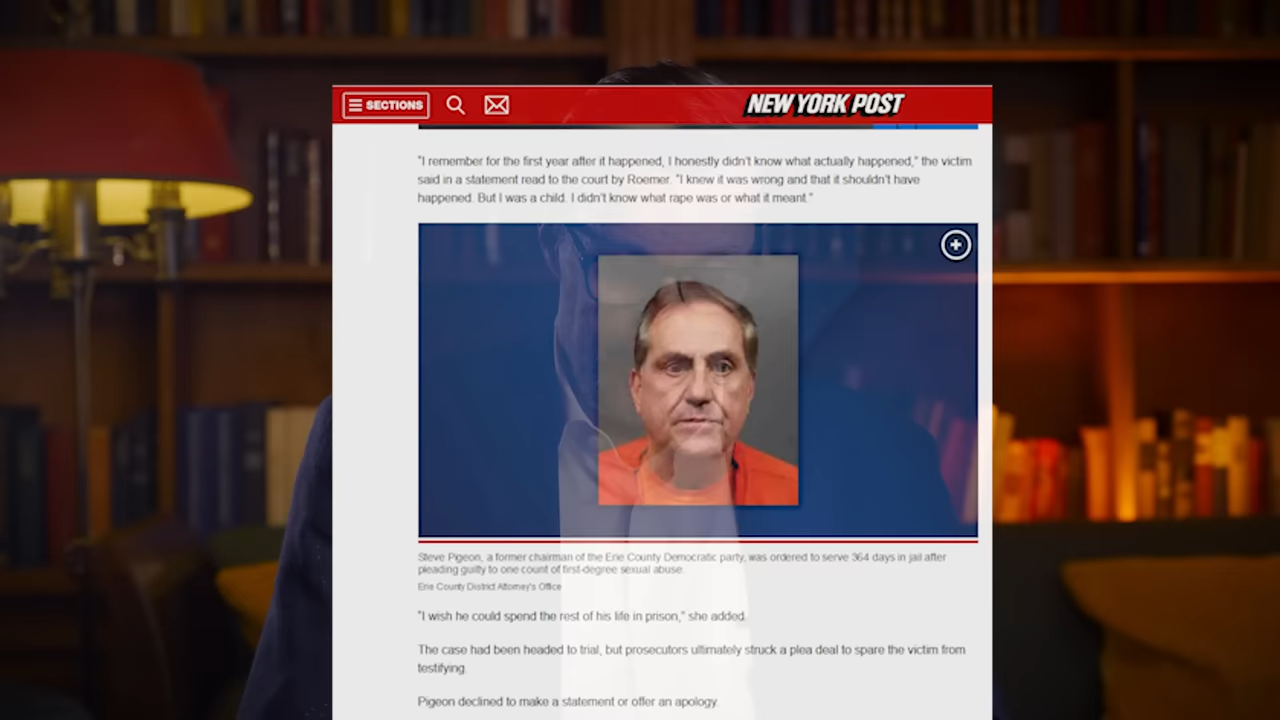 SECTIONS
NEW YORK POST
"I remember for the first year after it happened, I honestly didn't know what actually happened," the victim
said in a statement read to the court by Roemer. "I knew it was wrong and that it shouldn't have
happened. But I was a child. I didn't know what rape was or what it meant."
Steve Pigeon, a former chairman of the Erie County Democratic party, was ordered to serve 364 days in jail after
pleading guilty to one count of first-degree sexual abuse.
Erie County District Attorney's Office
"I wish he could spend the rest of his life in prison," she added.
The case had been headed to trial, but prosecutors ultimately struck a plea deal to spare the victim from
testifying.
Pigeon declined to make a statement or offer an apology.